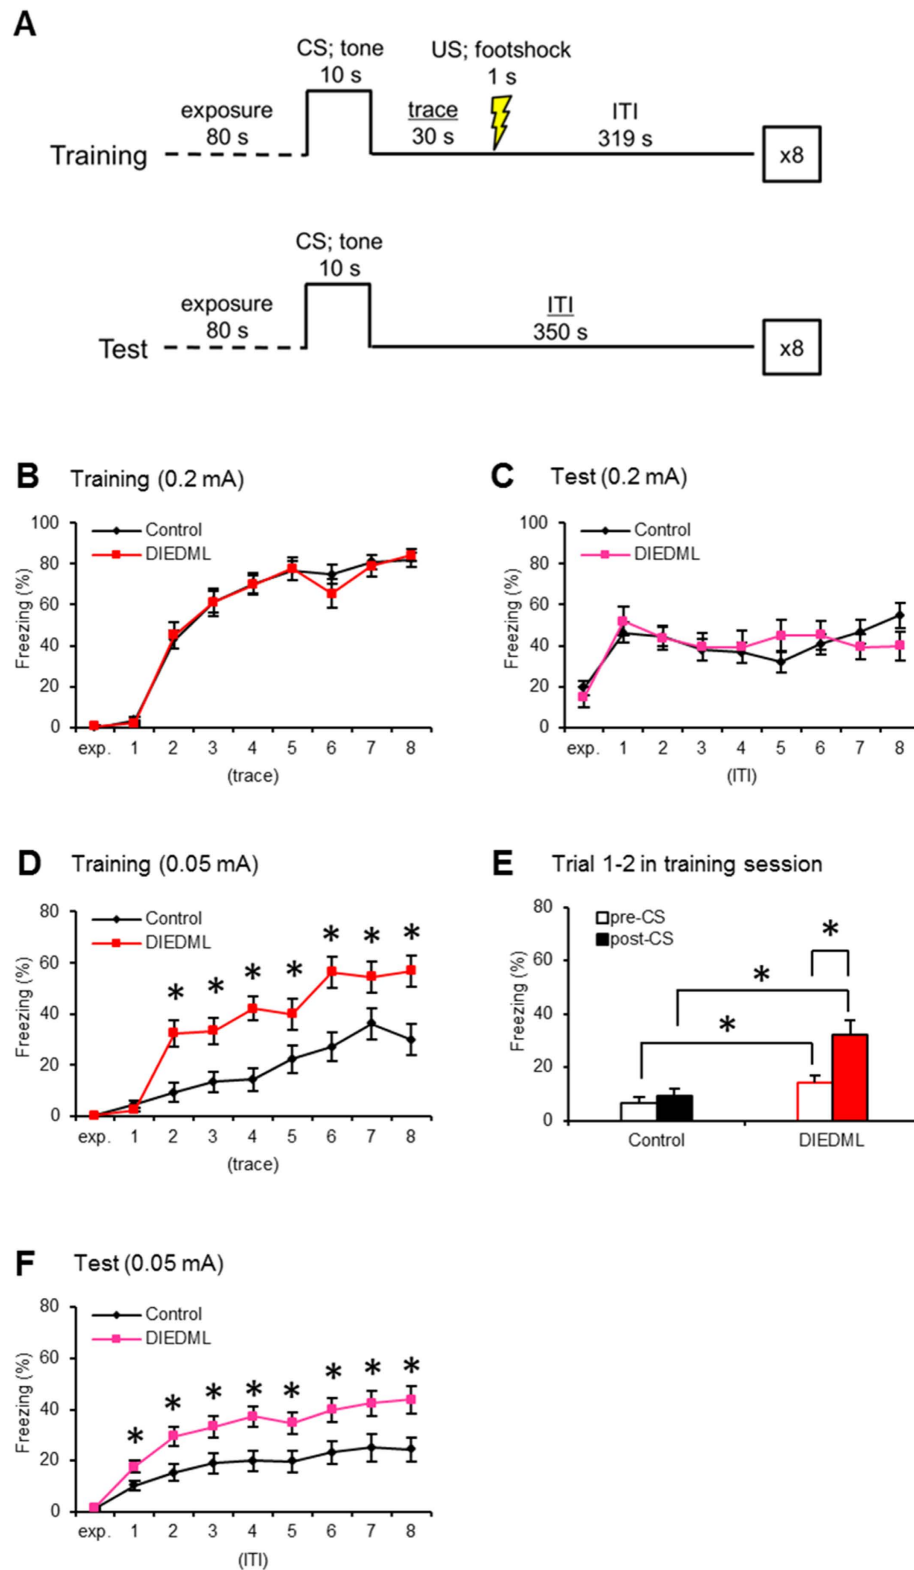 A
CS; tone
10 s
US; footshock
1 s
exposure
80 s
trace
30 s
ITI
319 s
Training
x8
CS; tone
10 s
exposure
80 s
ITI
350 s
Test
x8
B Training (0.2 mA)
Control
DIEDML
Freezing (%)
100
80
60
40
20
0
exp. 1 2 3 4 5 6 7 8
(trace)
C Test (0.2 mA)
Control
DIEDML
Freezing (%)
100
80
60
40
20
0
exp. 1 2 3 4 5 6 7 8
(ITI)
D Training (0.05 mA)
Control
DIEDML
Freezing (%)
80
60
40
20
0
* * * * * * *
exp. 1 2 3 4 5 6 7 8
(trace)
E Trial 1-2 in training session
pre-CS
post-CS
Freezing (%)
80
60
40
20
0
*
*
*
Control DIEDML
F Test (0.05 mA)
Control
DIEDML
Freezing (%)
80
60
40
20
0
* * * * * * * *
exp. 1 2 3 4 5 6 7 8
(ITI)